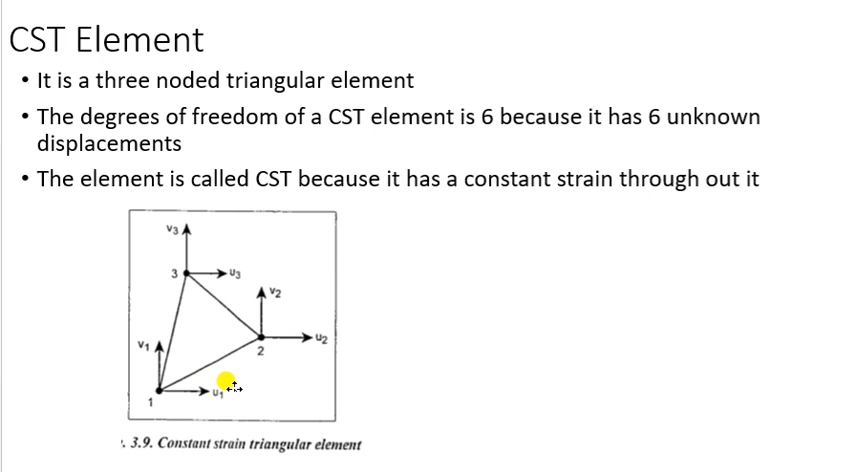 CST Element
• It is a three noded triangular element
• The degrees of freedom of a CST element is 6 because it has 6 unknown
displacements
• The element is called CST because it has a constant strain through out it
v3
3
u3
v2
u2
2
v1
u1
1
. 3.9. Constant strain triangular element